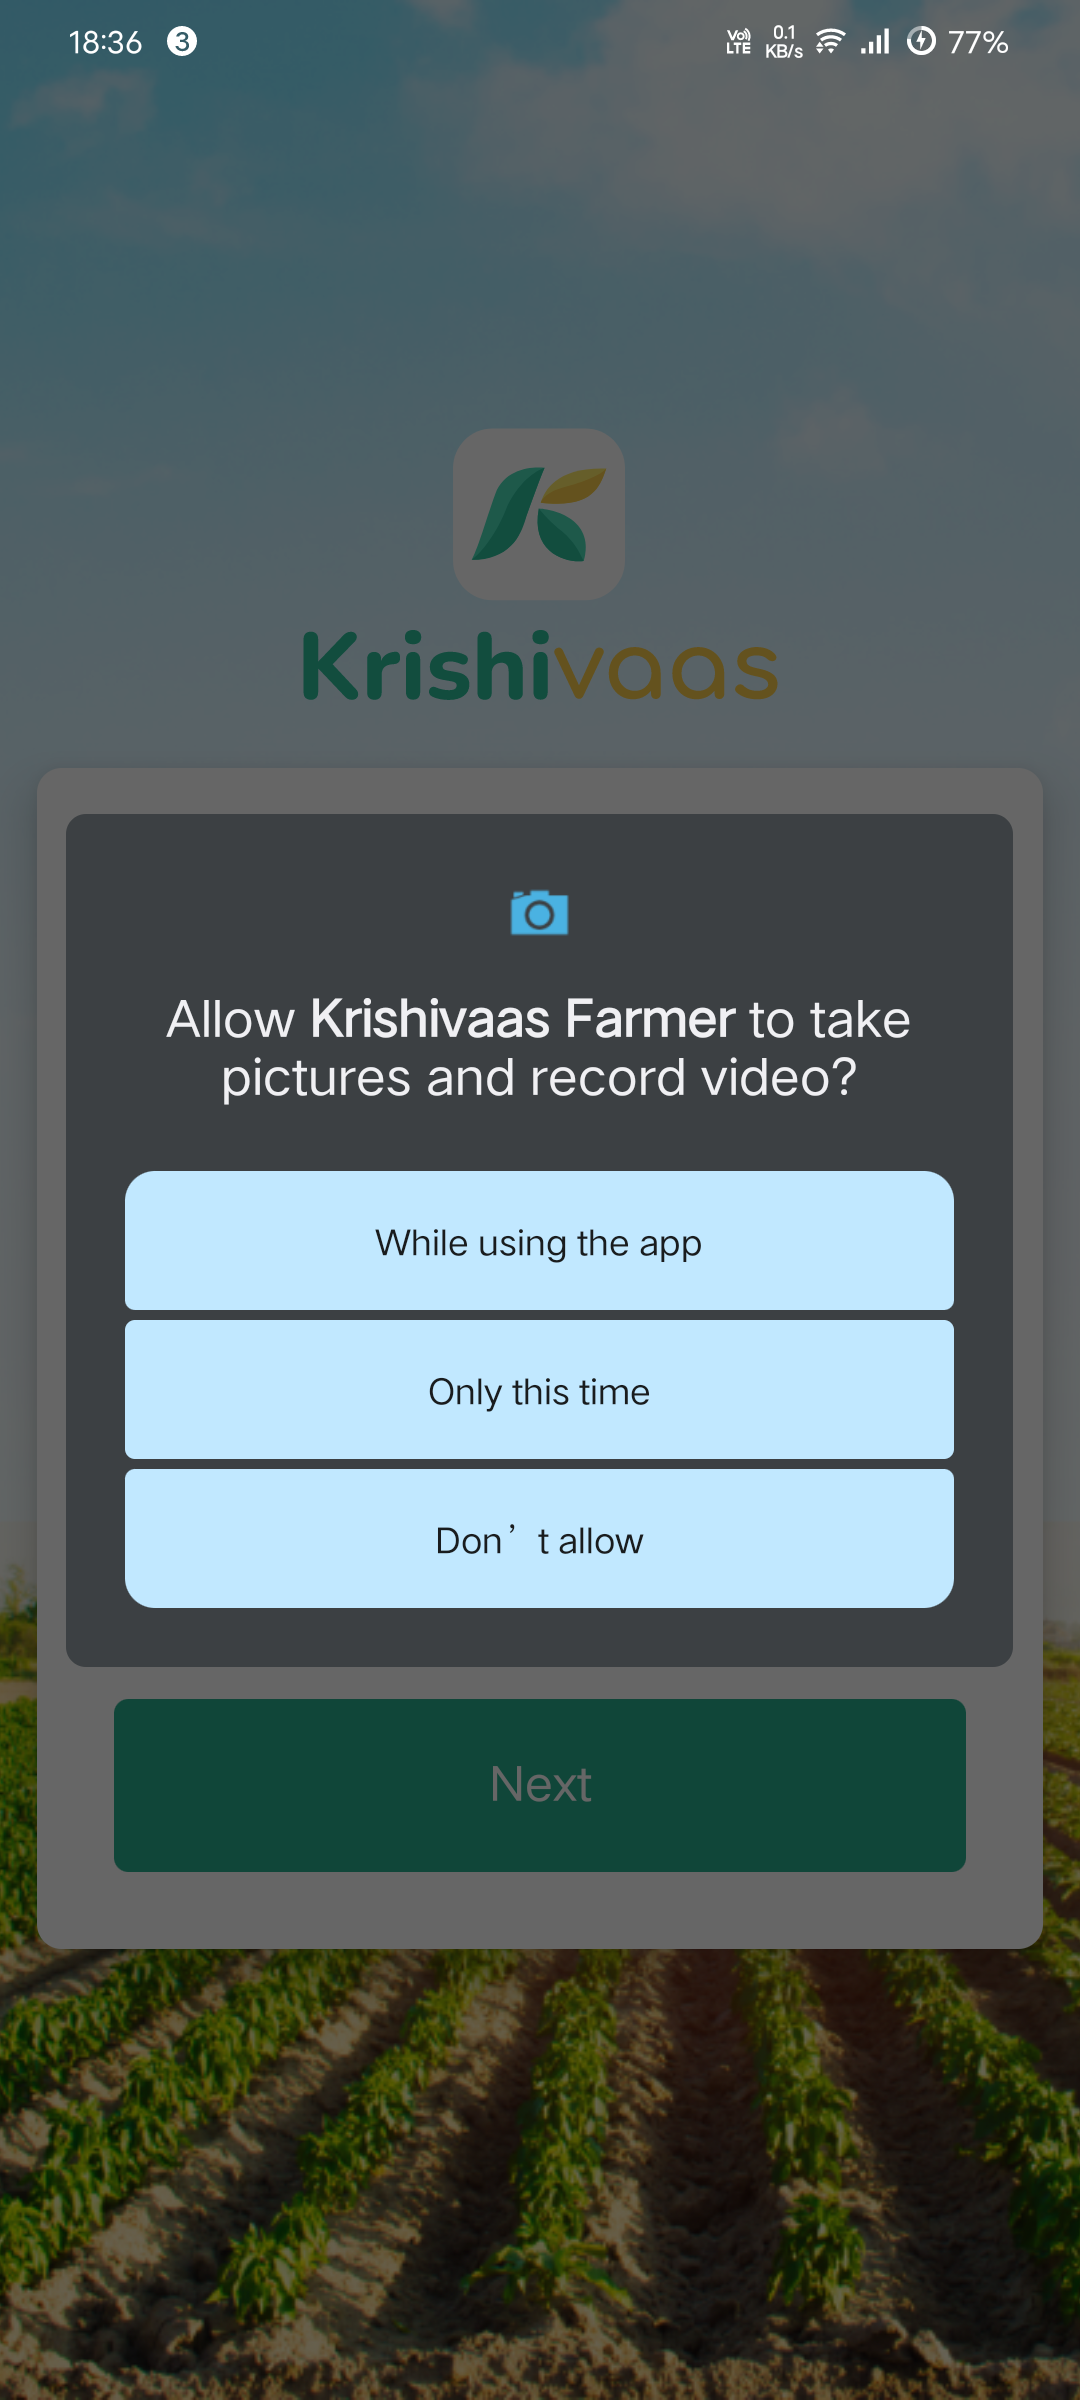 18:36 3 Vo) LTE 0.1 KB/s 77%
Krishivaas
Allow Krishivaas Farmer to take
pictures and record video?
While using the app
Only this time
Don’t allow
Next